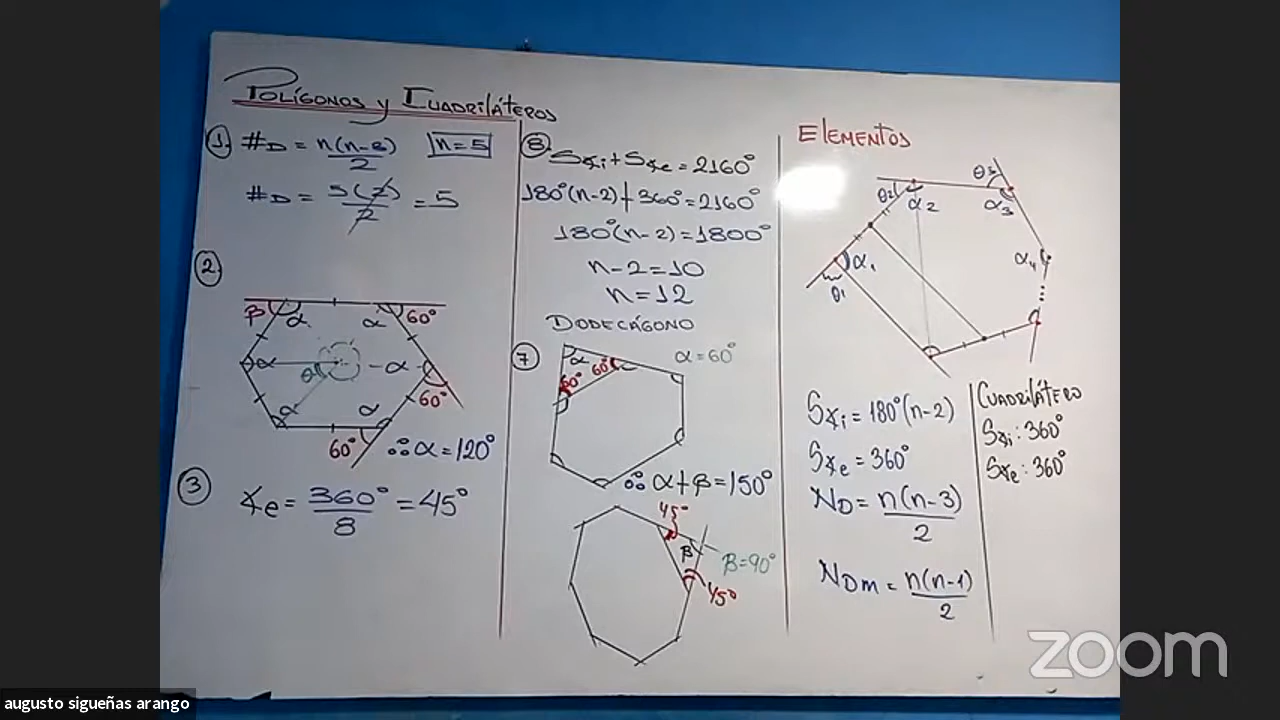 Polígonos y Cuadriláteros
1. #D = n(n-3)/2 n=5
#D = 5(2)/2 = 5
2
β α α 60°
α θ -α
60°
α α
60° ∴ α = 120°
3 ∡e = 360°/8 = 45°
8 S∡i + S∡e = 2160°
180°(n-2) + 360° = 2160°
180°(n-2) = 1800°
n-2 = 10
n = 12
Dodecágono
7 α 60° 60° α = 60°
∴ α+β = 150°
45°
β β = 90°
45°
Elementos
θ2 α2 θ3 α3
α1 α4
θ1
S∡i = 180°(n-2)
S∡e = 360°
ND = n(n-3)/2
NDm = n(n-1)/2
Cuadrilátero
S∡i : 360°
S∡e : 360°
zoom
augusto sigueñas arango